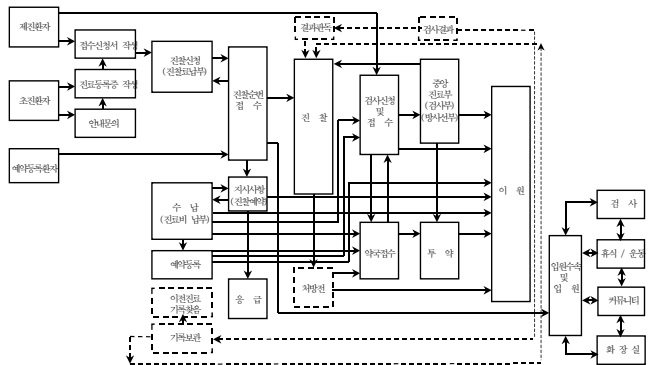 제진환자
접수신청서 작성
초진환자
진료등록증 작성
안내문의
예약등록환자
진찰신청
(진찰료납부)
진찰순번
접 수
지시사항
(진찰예약)
수 납
(진료비 납부)
예약등록
이전진료
기록찾음
기록보관
응 급
결과판독
검사결과
진 찰
처방전
검사신청
및
접 수
중앙
진료부
(검사부)
(방사선부)
약국접수
투 약
이 원
입원수속
및
입 원
검 사
휴식 / 운동
커뮤니티
화 장 실